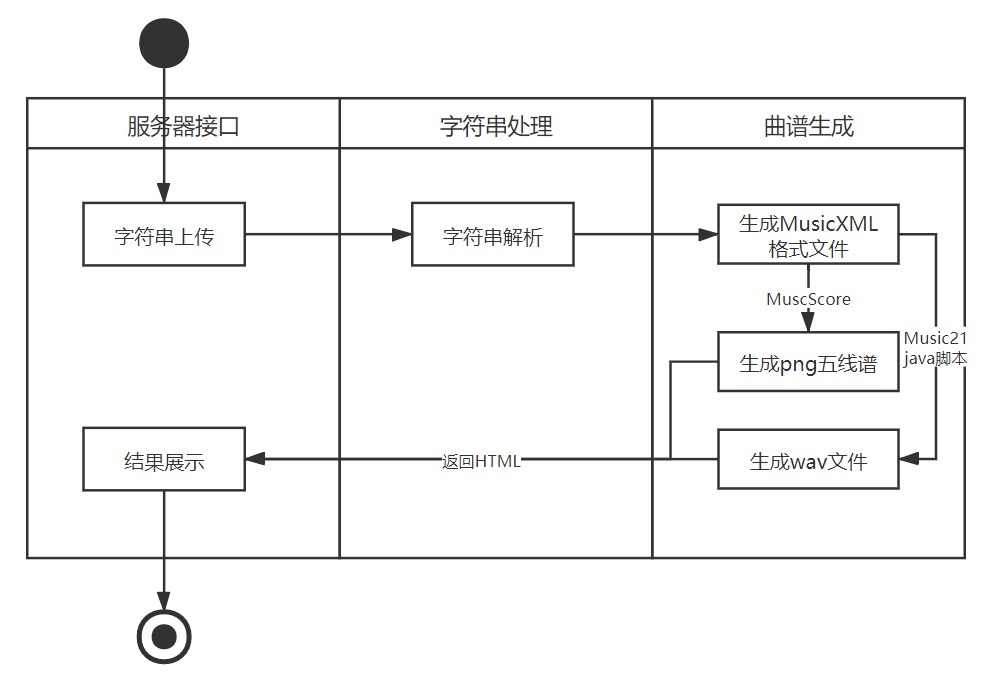 服务器接口
字符串处理
曲谱生成
字符串上传
字符串解析
生成MusicXML
格式文件
MuscScore
Music21
java脚本
生成png五线谱
结果展示
返回HTML
生成wav文件